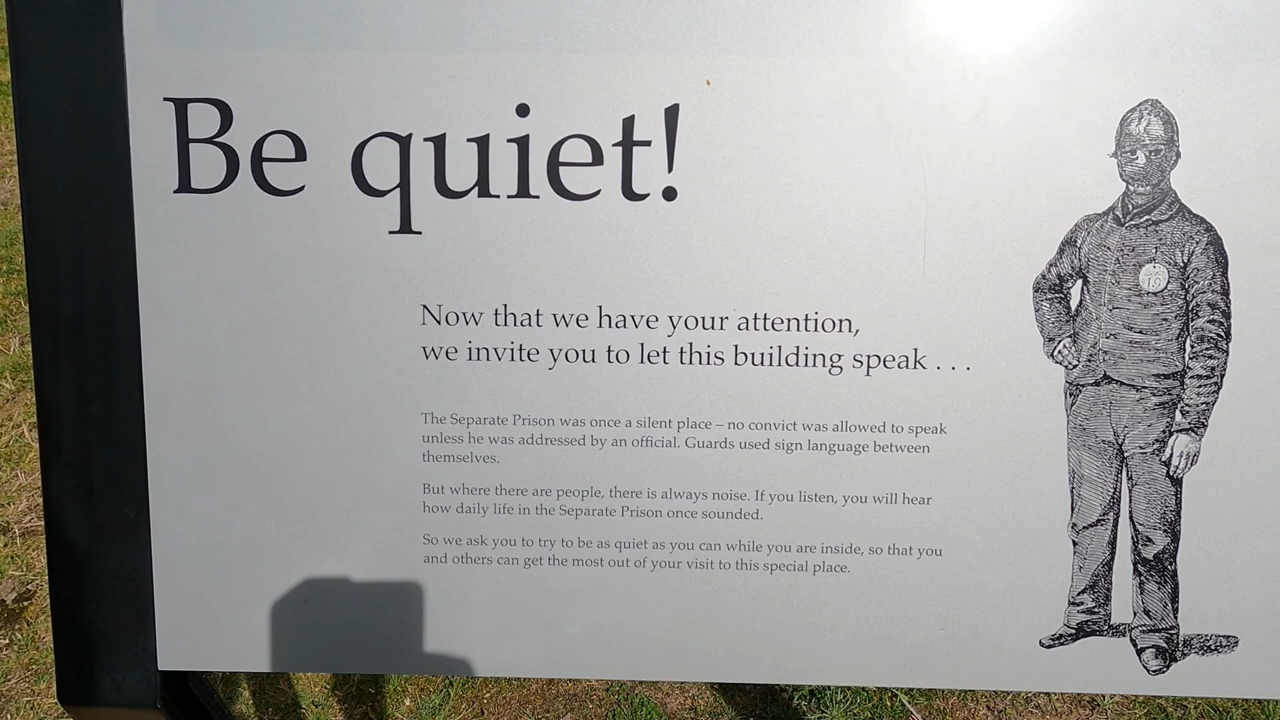 Be quiet!
Now that we have your attention,
we invite you to let this building speak . . .
The Separate Prison was once a silent place – no convict was allowed to speak
unless he was addressed by an official. Guards used sign language between
themselves.
But where there are people, there is always noise. If you listen, you will hear
how daily life in the Separate Prison once sounded.
So we ask you to try to be as quiet as you can while you are inside, so that you
and others can get the most out of your visit to this special place.
19